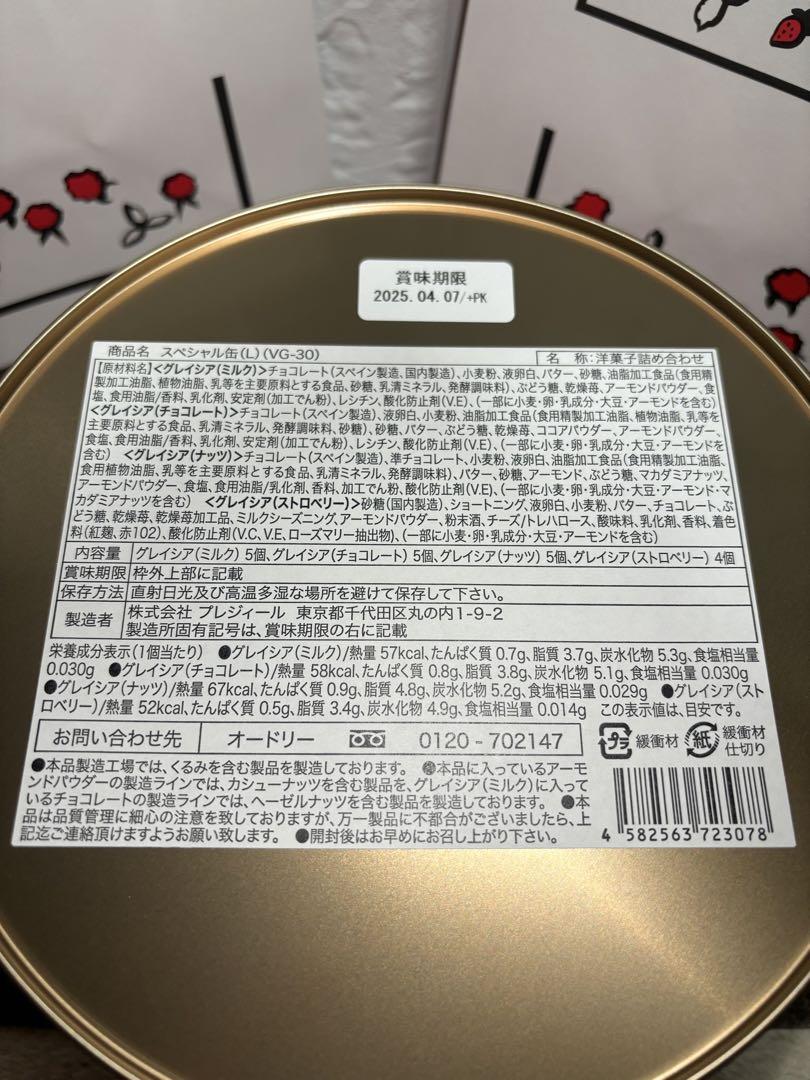 賞味期限
2025.04.07/+PK
商品名 スペシャル缶(L)(VG-30)
名 称:洋菓子詰め合わせ
【原材料名】<グレイシア(ミルク)>チョコレート(スペイン製造、国内製造)、小麦粉、液卵白、バター、砂糖、油脂加工食品(食用精
製加工油脂、植物油脂、乳等を主要原料とする食品、砂糖、乳清ミネラル、発酵調味料)、ぶどう糖、乾燥苺、アーモンドパウダー、食
塩、食用油脂/香料、乳化剤、安定剤(加工でん粉)、レシチン、酸化防止剤(V.E)、(一部に小麦・卵・乳成分・大豆・アーモンドを含む)
<グレイシア(チョコレート)>チョコレート(スペイン製造)、液卵白、小麦粉、油脂加工食品(食用精製加工油脂、植物油脂、乳等を
主要原料とする食品、乳清ミネラル、発酵調味料、砂糖)、砂糖、バター、ぶどう糖、乾燥苺、ココアパウダー、アーモンドパウダー、
食塩、食用油脂/香料、乳化剤、安定剤(加工でん粉)、レシチン、酸化防止剤(V.E)、(一部に小麦・卵・乳成分・大豆・アーモンドを
含む) <グレイシア(ナッツ)>チョコレート(スペイン製造)、準チョコレート、小麦粉、液卵白、油脂加工食品(食用精製加工油脂、
食用植物油脂、乳等を主要原料とする食品、乳清ミネラル、発酵調味料)、バター、砂糖、アーモンド、ぶどう糖、マカダミアナッツ、
アーモンドパウダー、食塩、食用油脂/乳化剤、香料、加工でん粉、酸化防止剤(V.E)、(一部に小麦・卵・乳成分・大豆・アーモンド・マ
カダミアナッツを含む) <グレイシア(ストロベリー)>砂糖(国内製造)、ショートニング、液卵白、小麦粉、バター、チョコレート、ぶ
どう糖、乾燥苺、乾燥苺加工品、ミルクシーズニング、アーモンドパウダー、粉末酒、チーズ/トレハロース、酸味料、乳化剤、香料、着色
料(紅麹、赤102)、酸化防止剤(V.C、V.E、ローズマリー抽出物)、(一部に小麦・卵・乳成分・大豆・アーモンドを含む)
内容量 グレイシア(ミルク) 5個、グレイシア(チョコレート) 5個、グレイシア(ナッツ) 5個、グレイシア(ストロベリー) 4個
賞味期限 枠外上部に記載
保存方法 直射日光及び高温多湿な場所を避けて保存して下さい。
製造者 株式会社 プレジィール 東京都千代田区丸の内1-9-2
製造所固有記号は、賞味期限の右に記載
栄養成分表示(1個当たり) ●グレイシア(ミルク)/熱量 57kcal、たんぱく質 0.7g、脂質 3.7g、炭水化物 5.3g、食塩相当量
0.030g ●グレイシア(チョコレート)/熱量 58kcal、たんぱく質 0.8g、脂質 3.8g、炭水化物 5.1g、食塩相当量 0.030g
●グレイシア(ナッツ)/熱量 67kcal、たんぱく質 0.9g、脂質 4.8g、炭水化物 5.2g、食塩相当量 0.029g ●グレイシア(スト
ロベリー)/熱量 52kcal、たんぱく質 0.5g、脂質 3.4g、炭水化物 4.9g、食塩相当量 0.014g この表示値は、目安です。
お問い合わせ先 オードリー 0120-702147
プラ 緩衝材
紙 緩衝材
仕切り
●本品製造工場では、くるみを含む製品を製造しております。 ●本品に入っているアーモ
ンドパウダーの製造ラインでは、カシューナッツを含む製品を、グレイシア(ミルク)に入って
いるチョコレートの製造ラインでは、ヘーゼルナッツを含む製品を製造しております。 ●本
品は品質管理に細心の注意を致しておりますが、万一製品に不都合がございましたら、上
記迄ご連絡頂けますようお願い致します。 ●開封後はお早めにお召し上がり下さい。
4 582563 723078